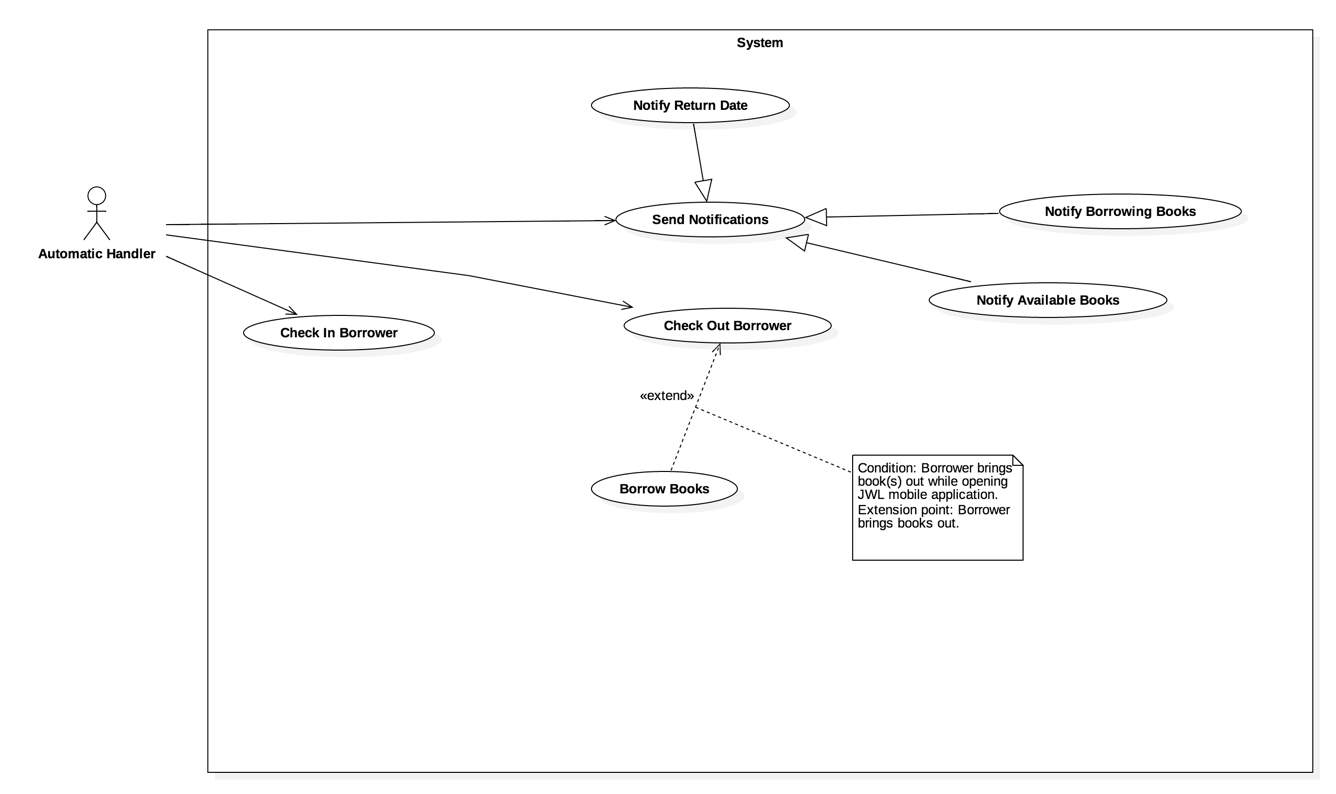 System
Notify Return Date
Automatic Handler
Send Notifications
Notify Borrowing Books
Notify Available Books
Check In Borrower
Check Out Borrower
«extend»
Borrow Books
Condition: Borrower brings
book(s) out while opening
JWL mobile application.
Extension point: Borrower
brings books out.